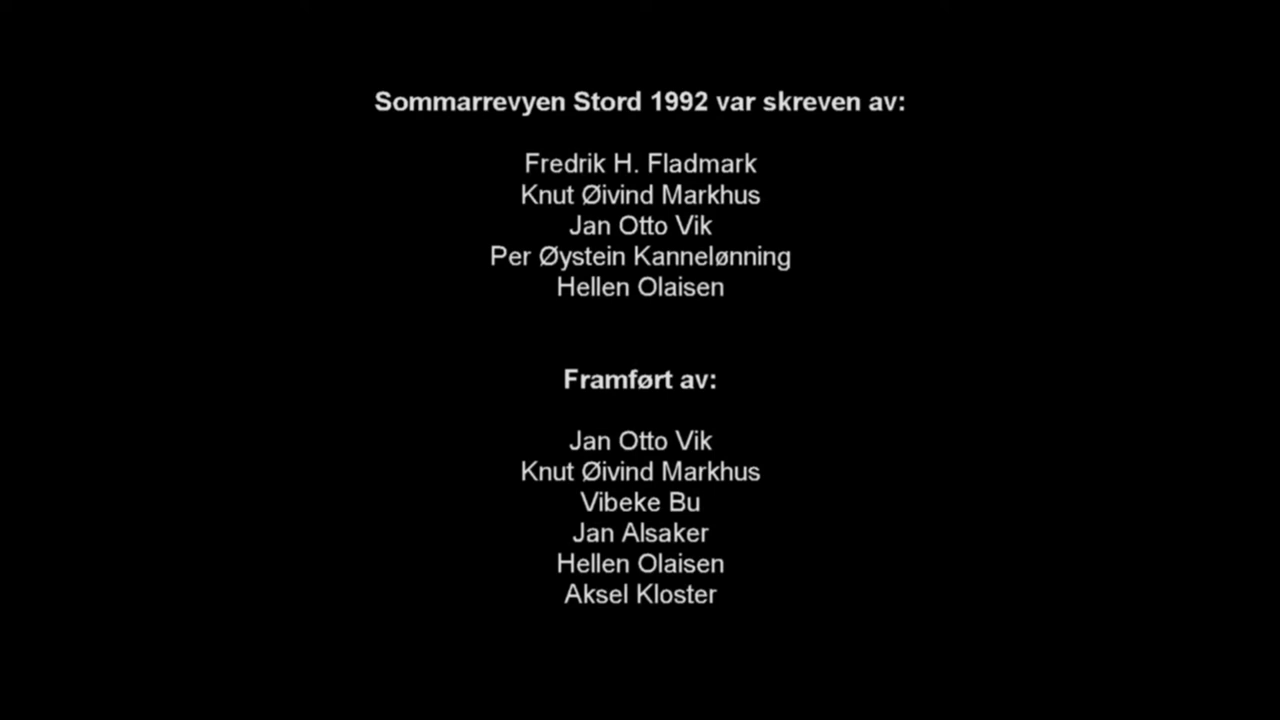 Sommarrevyen Stord 1992 var skreven av:
Fredrik H. Fladmark
Knut Øivind Markhus
Jan Otto Vik
Per Øystein Kannelønning
Hellen Olaisen
Framført av:
Jan Otto Vik
Knut Øivind Markhus
Vibeke Bu
Jan Alsaker
Hellen Olaisen
Aksel Kloster